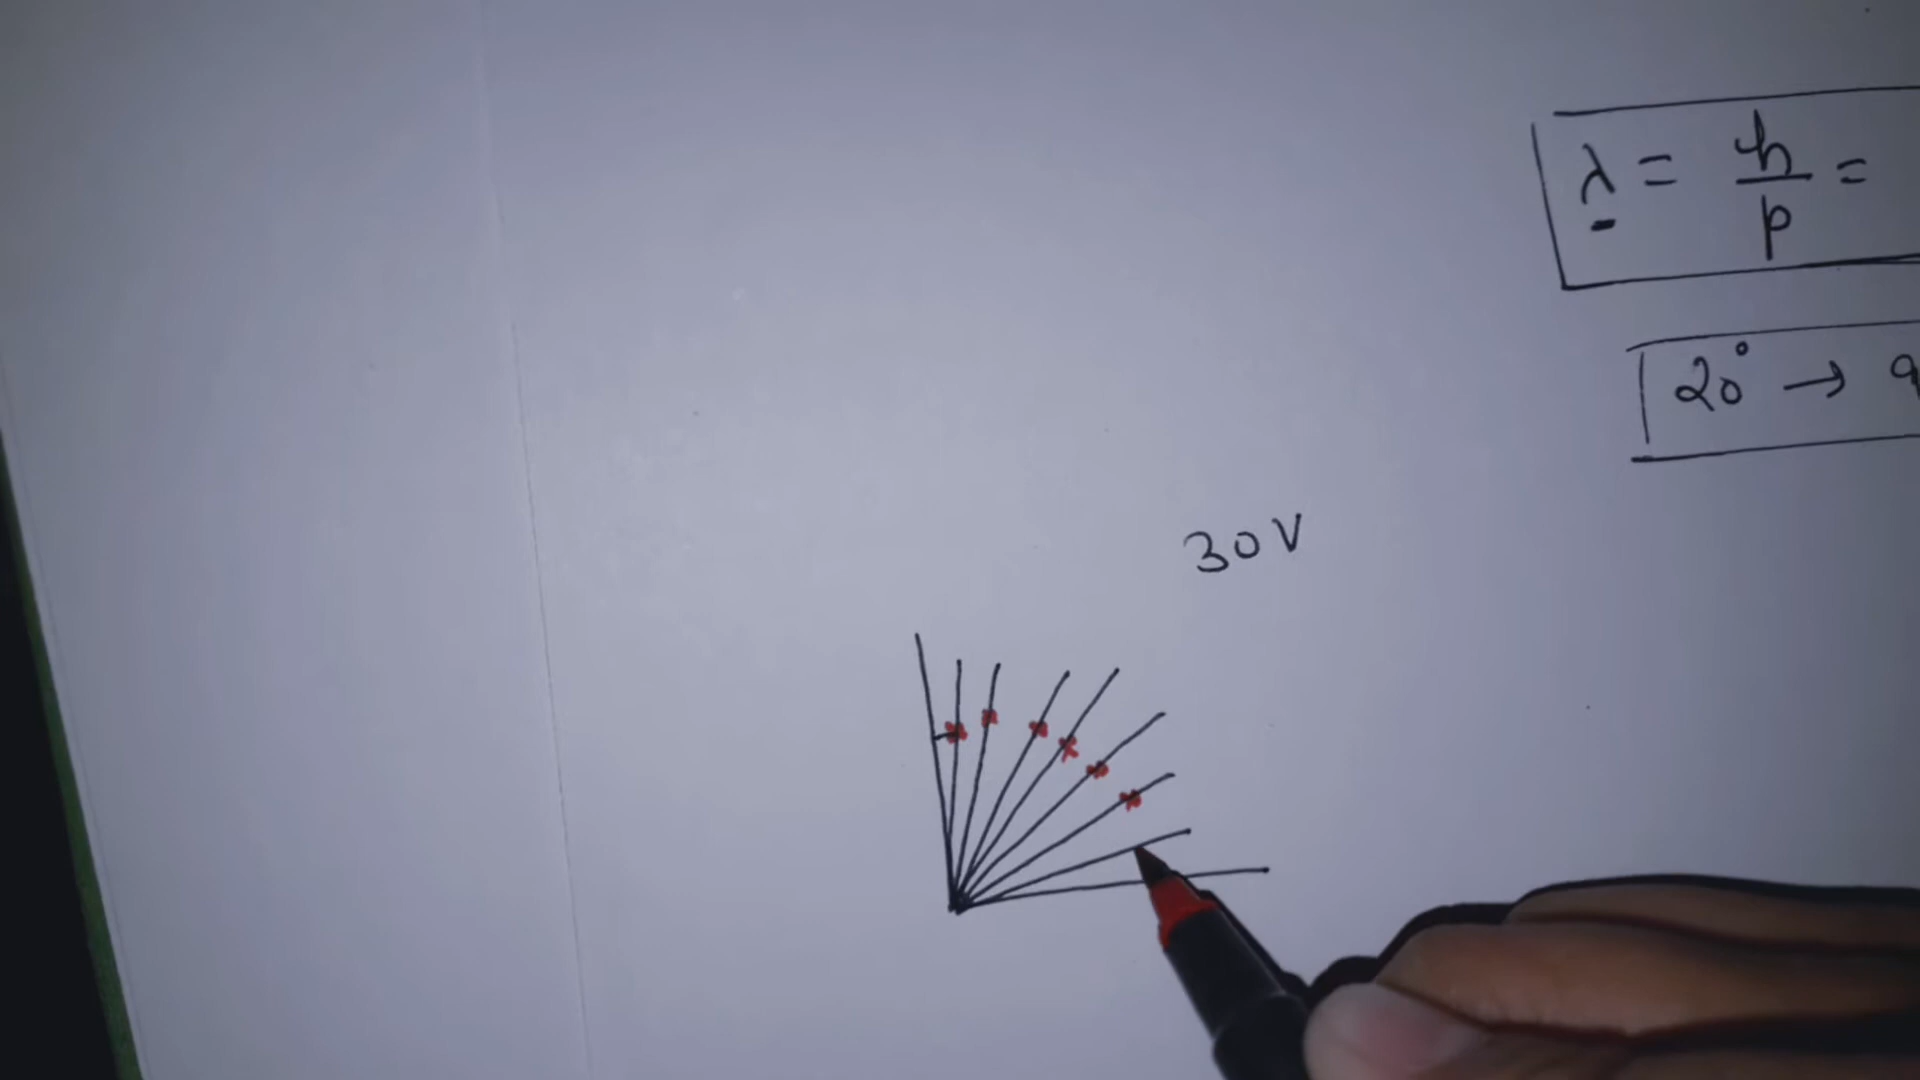 λ = h/p =
20° → 9
30V